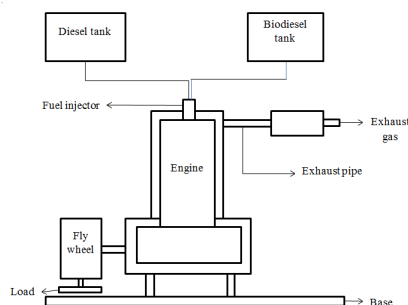 Diesel tank
Biodiesel
tank
Fuel injector
Exhaust
gas
Engine
Exhaust pipe
Fly
wheel
Load
Base